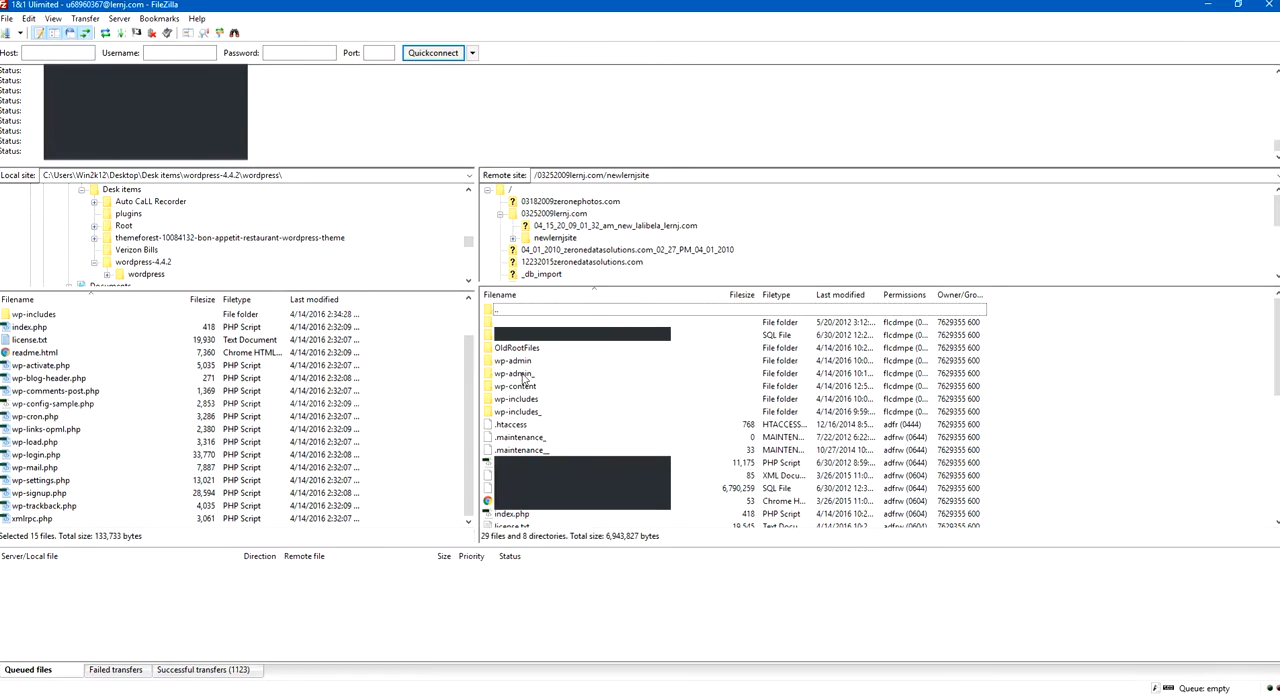 1&1 Ulimited - u68960367@lernj.com - FileZilla
File Edit View Transfer Server Bookmarks Help
Host: Username: Password: Port: Quickconnect
Status:
Status:
Status:
Status:
Status:
Status:
Status:
Status:
Status:
Local site: C:\Users\Win2k12\Desktop\Desk items\wordpress-4.4.2\wordpress\
Desk items
Auto CaLL Recorder
plugins
Root
themeforest-10084132-bon-appetit-restaurant-wordpress-theme
Verizon Bills
wordpress-4.4.2
wordpress
Documents
Filename Filesize Filetype Last modified
wp-includes File folder 4/14/2016 2:34:28 ...
index.php 418 PHP Script 4/14/2016 2:32:09 ...
license.txt 19,930 Text Document 4/14/2016 2:32:09 ...
readme.html 7,360 Chrome HTML... 4/14/2016 2:32:09 ...
wp-activate.php 5,035 PHP Script 4/14/2016 2:32:07 ...
wp-blog-header.php 271 PHP Script 4/14/2016 2:32:09 ...
wp-comments-post.php 1,369 PHP Script 4/14/2016 2:32:07 ...
wp-config-sample.php 2,853 PHP Script 4/14/2016 2:32:09 ...
wp-cron.php 3,286 PHP Script 4/14/2016 2:32:07 ...
wp-links-opml.php 2,380 PHP Script 4/14/2016 2:32:09 ...
wp-load.php 3,316 PHP Script 4/14/2016 2:32:07 ...
wp-login.php 33,770 PHP Script 4/14/2016 2:32:08 ...
wp-mail.php 7,887 PHP Script 4/14/2016 2:32:07 ...
wp-settings.php 13,021 PHP Script 4/14/2016 2:32:07 ...
wp-signup.php 28,594 PHP Script 4/14/2016 2:32:08 ...
wp-trackback.php 4,035 PHP Script 4/14/2016 2:32:08 ...
xmlrpc.php 3,061 PHP Script 4/14/2016 2:32:07 ...
Selected 15 files. Total size: 133,733 bytes
Remote site: /03252009lernj.com/newlernjsite
/
03182009zeronephotos.com
03252009lernj.com
04_15_20_09_01_32_am_new_lalibela_lernj.com
newlernjsite
04_01_2010_zeronedatasolutions.com_02_27_PM_04_01_2010
12232015zeronedatasolutions.com
_db_import
Filename Filesize Filetype Last modified Permissions Owner/Gro...
..
File folder 5/20/2012 3:12:... flcdmpe (0... 7629355 600
SQL File 6/30/2012 12:2... flcdmpe (0... 7629355 600
OldRootFiles File folder 4/14/2016 10:2... flcdmpe (0... 7629355 600
wp-admin File folder 4/14/2016 10:0... flcdmpe (0... 7629355 600
wp-admin_ File folder 4/14/2016 10:1... flcdmpe (0... 7629355 600
wp-content File folder 4/14/2016 12:5... flcdmpe (0... 7629355 600
wp-includes File folder 4/14/2016 10:2... flcdmpe (0... 7629355 600
wp-includes_ File folder 4/14/2016 9:59:... flcdmpe (0... 7629355 600
.htaccess 768 HTACCESS... 12/16/2014 8:5... adfr (0444) 7629355 600
.maintenance_ 0 MAINTEN... 7/22/2012 6:22:... adfrw (0644) 7629355 600
.maintenance__ 33 MAINTEN... 10/27/2014 10:... adfrw (0644) 7629355 600
11,175 PHP Script 6/30/2012 8:59:... adfrw (0644) 7629355 600
85 XML Docu... 3/26/2015 11:0... adfrw (0604) 7629355 600
6,790,259 SQL File 6/30/2012 12:3... adfrw (0644) 7629355 600
53 Chrome H... 3/26/2015 11:0... adfrw (0604) 7629355 600
index.php 418 PHP Script 4/14/2016 10:2... adfrw (0604) 7629355 600
license.txt 19,545 Text Docu... 4/14/2016 10:2... adfrw (0644) 7629355 600
29 files and 8 directories. Total size: 6,943,827 bytes
Server/Local file Direction Remote file Size Priority Status
Queued files Failed transfers Successful transfers (1123)
Queue: empty